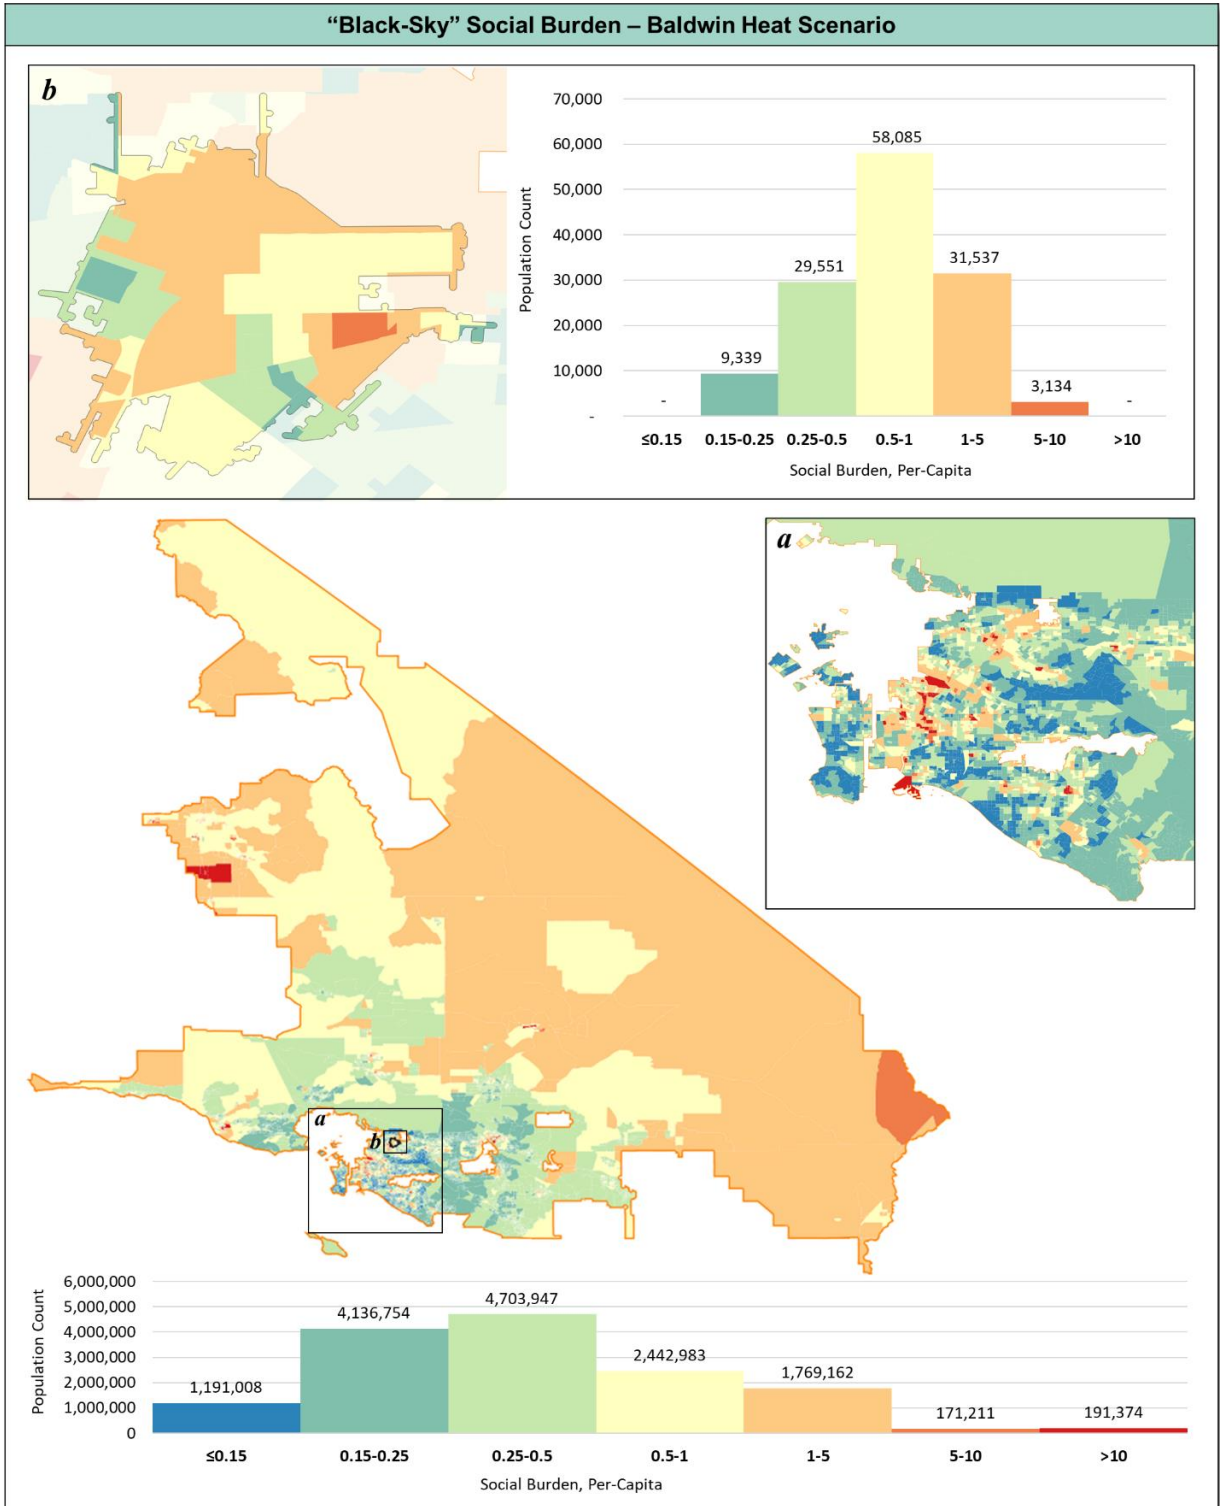 “Black-Sky” Social Burden – Baldwin Heat Scenario
b
Population Count
70,000
60,000
50,000
40,000
30,000
20,000
10,000
-
-
9,339
29,551
58,085
31,537
3,134
-
≤0.15 0.15-0.25 0.25-0.5 0.5-1 1-5 5-10 >10
Social Burden, Per-Capita
a
a
b
Population Count
6,000,000
5,000,000
4,000,000
3,000,000
2,000,000
1,000,000
0
1,191,008
4,136,754
4,703,947
2,442,983
1,769,162
171,211
191,374
≤0.15 0.15-0.25 0.25-0.5 0.5-1 1-5 5-10 >10
Social Burden, Per-Capita